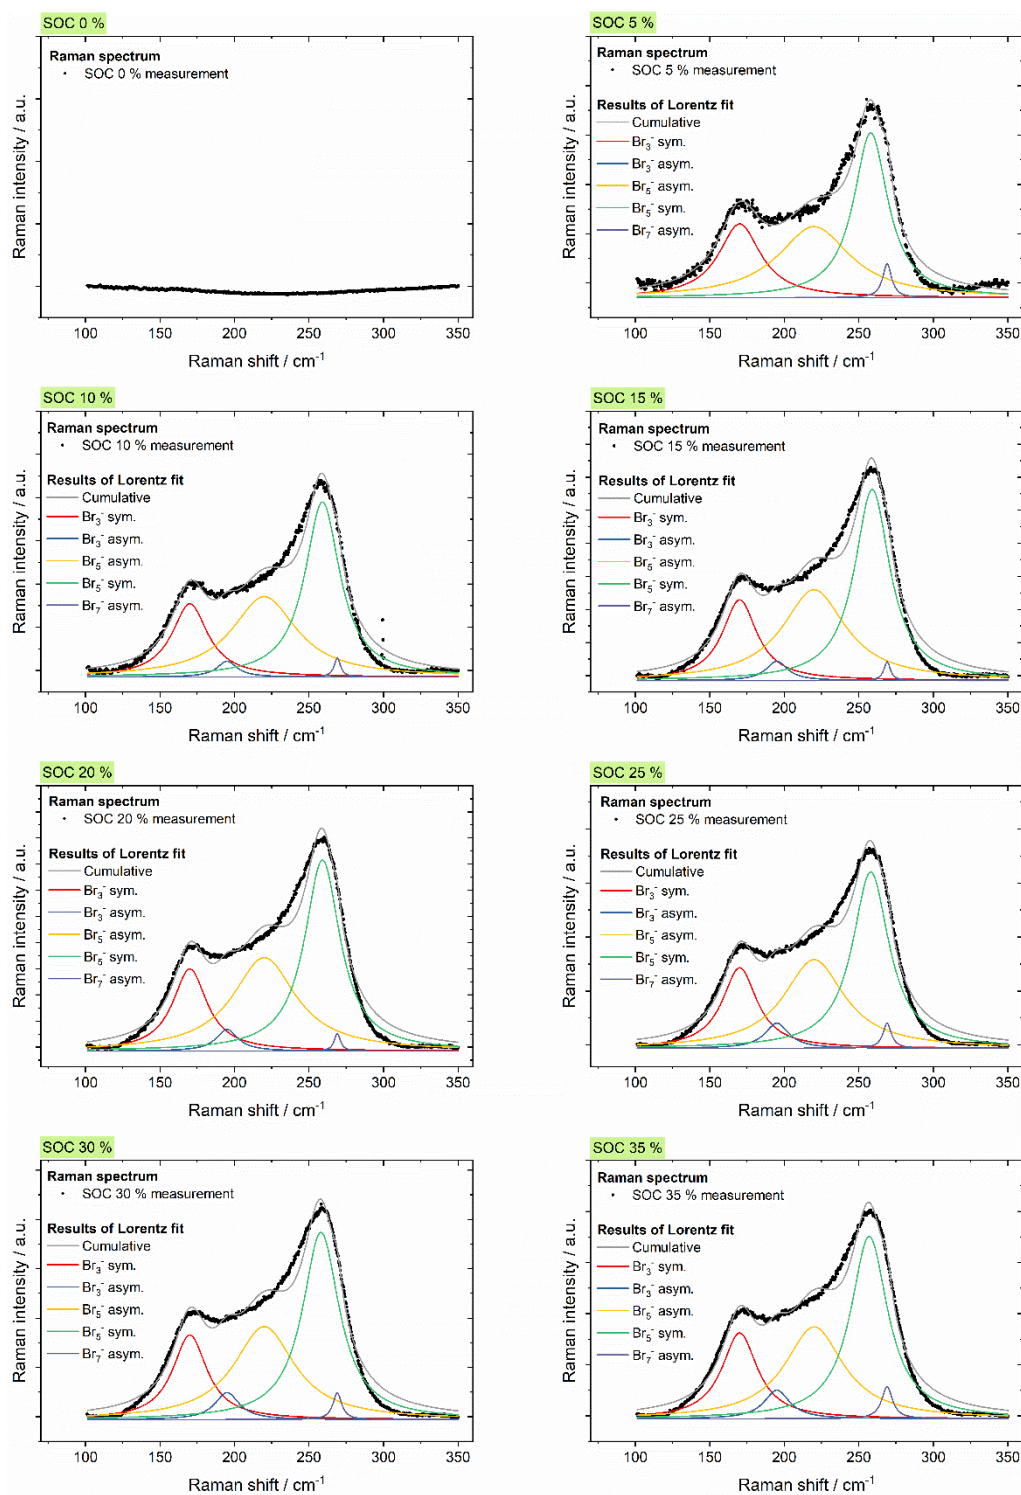 SOC 0 %
Raman spectrum
SOC 0 % measurement
Raman intensity / a.u.
100 150 200 250 300 350
Raman shift / cm⁻¹
SOC 5 %
Raman spectrum
SOC 5 % measurement
Results of Lorentz fit
Cumulative
Br₃⁻ sym.
Br₃⁻ asym.
Br₅⁻ asym.
Br₅⁻ sym.
Br₇⁻ asym.
Raman intensity / a.u.
100 150 200 250 300 350
Raman shift / cm⁻¹
SOC 10 %
Raman spectrum
SOC 10 % measurement
Results of Lorentz fit
Cumulative
Br₃⁻ sym.
Br₃⁻ asym.
Br₅⁻ asym.
Br₅⁻ sym.
Br₇⁻ asym.
Raman intensity / a.u.
100 150 200 250 300 350
Raman shift / cm⁻¹
SOC 15 %
Raman spectrum
SOC 15 % measurement
Results of Lorentz fit
Cumulative
Br₃⁻ sym.
Br₃⁻ asym.
Br₅⁻ asym.
Br₅⁻ sym.
Br₇⁻ asym.
Raman intensity / a.u.
100 150 200 250 300 350
Raman shift / cm⁻¹
SOC 20 %
Raman spectrum
SOC 20 % measurement
Results of Lorentz fit
Cumulative
Br₃⁻ sym.
Br₃⁻ asym.
Br₅⁻ asym.
Br₅⁻ sym.
Br₇⁻ asym.
Raman intensity / a.u.
100 150 200 250 300 350
Raman shift / cm⁻¹
SOC 25 %
Raman spectrum
SOC 25 % measurement
Results of Lorentz fit
Cumulative
Br₃⁻ sym.
Br₃⁻ asym.
Br₅⁻ asym.
Br₅⁻ sym.
Br₇⁻ asym.
Raman intensity / a.u.
100 150 200 250 300 350
Raman shift / cm⁻¹
SOC 30 %
Raman spectrum
SOC 30 % measurement
Results of Lorentz fit
Cumulative
Br₃⁻ sym.
Br₃⁻ asym.
Br₅⁻ asym.
Br₅⁻ sym.
Br₇⁻ asym.
Raman intensity / a.u.
100 150 200 250 300 350
Raman shift / cm⁻¹
SOC 35 %
Raman spectrum
SOC 35 % measurement
Results of Lorentz fit
Cumulative
Br₃⁻ sym.
Br₃⁻ asym.
Br₅⁻ asym.
Br₅⁻ sym.
Br₇⁻ asym.
Raman intensity / a.u.
100 150 200 250 300 350
Raman shift / cm⁻¹